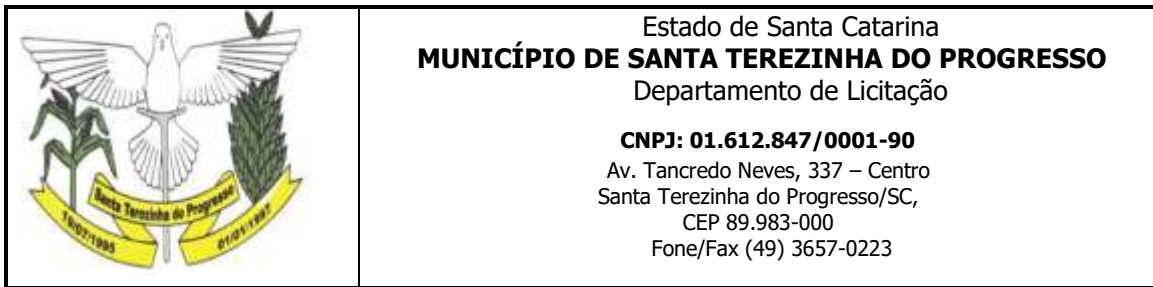 Santa Terezinha do Progresso
19/07/1995
01/01/1997
Estado de Santa Catarina
MUNICÍPIO DE SANTA TEREZINHA DO PROGRESSO
Departamento de Licitação
CNPJ: 01.612.847/0001-90
Av. Tancredo Neves, 337 – Centro
Santa Terezinha do Progresso/SC,
CEP 89.983-000
Fone/Fax (49) 3657-0223